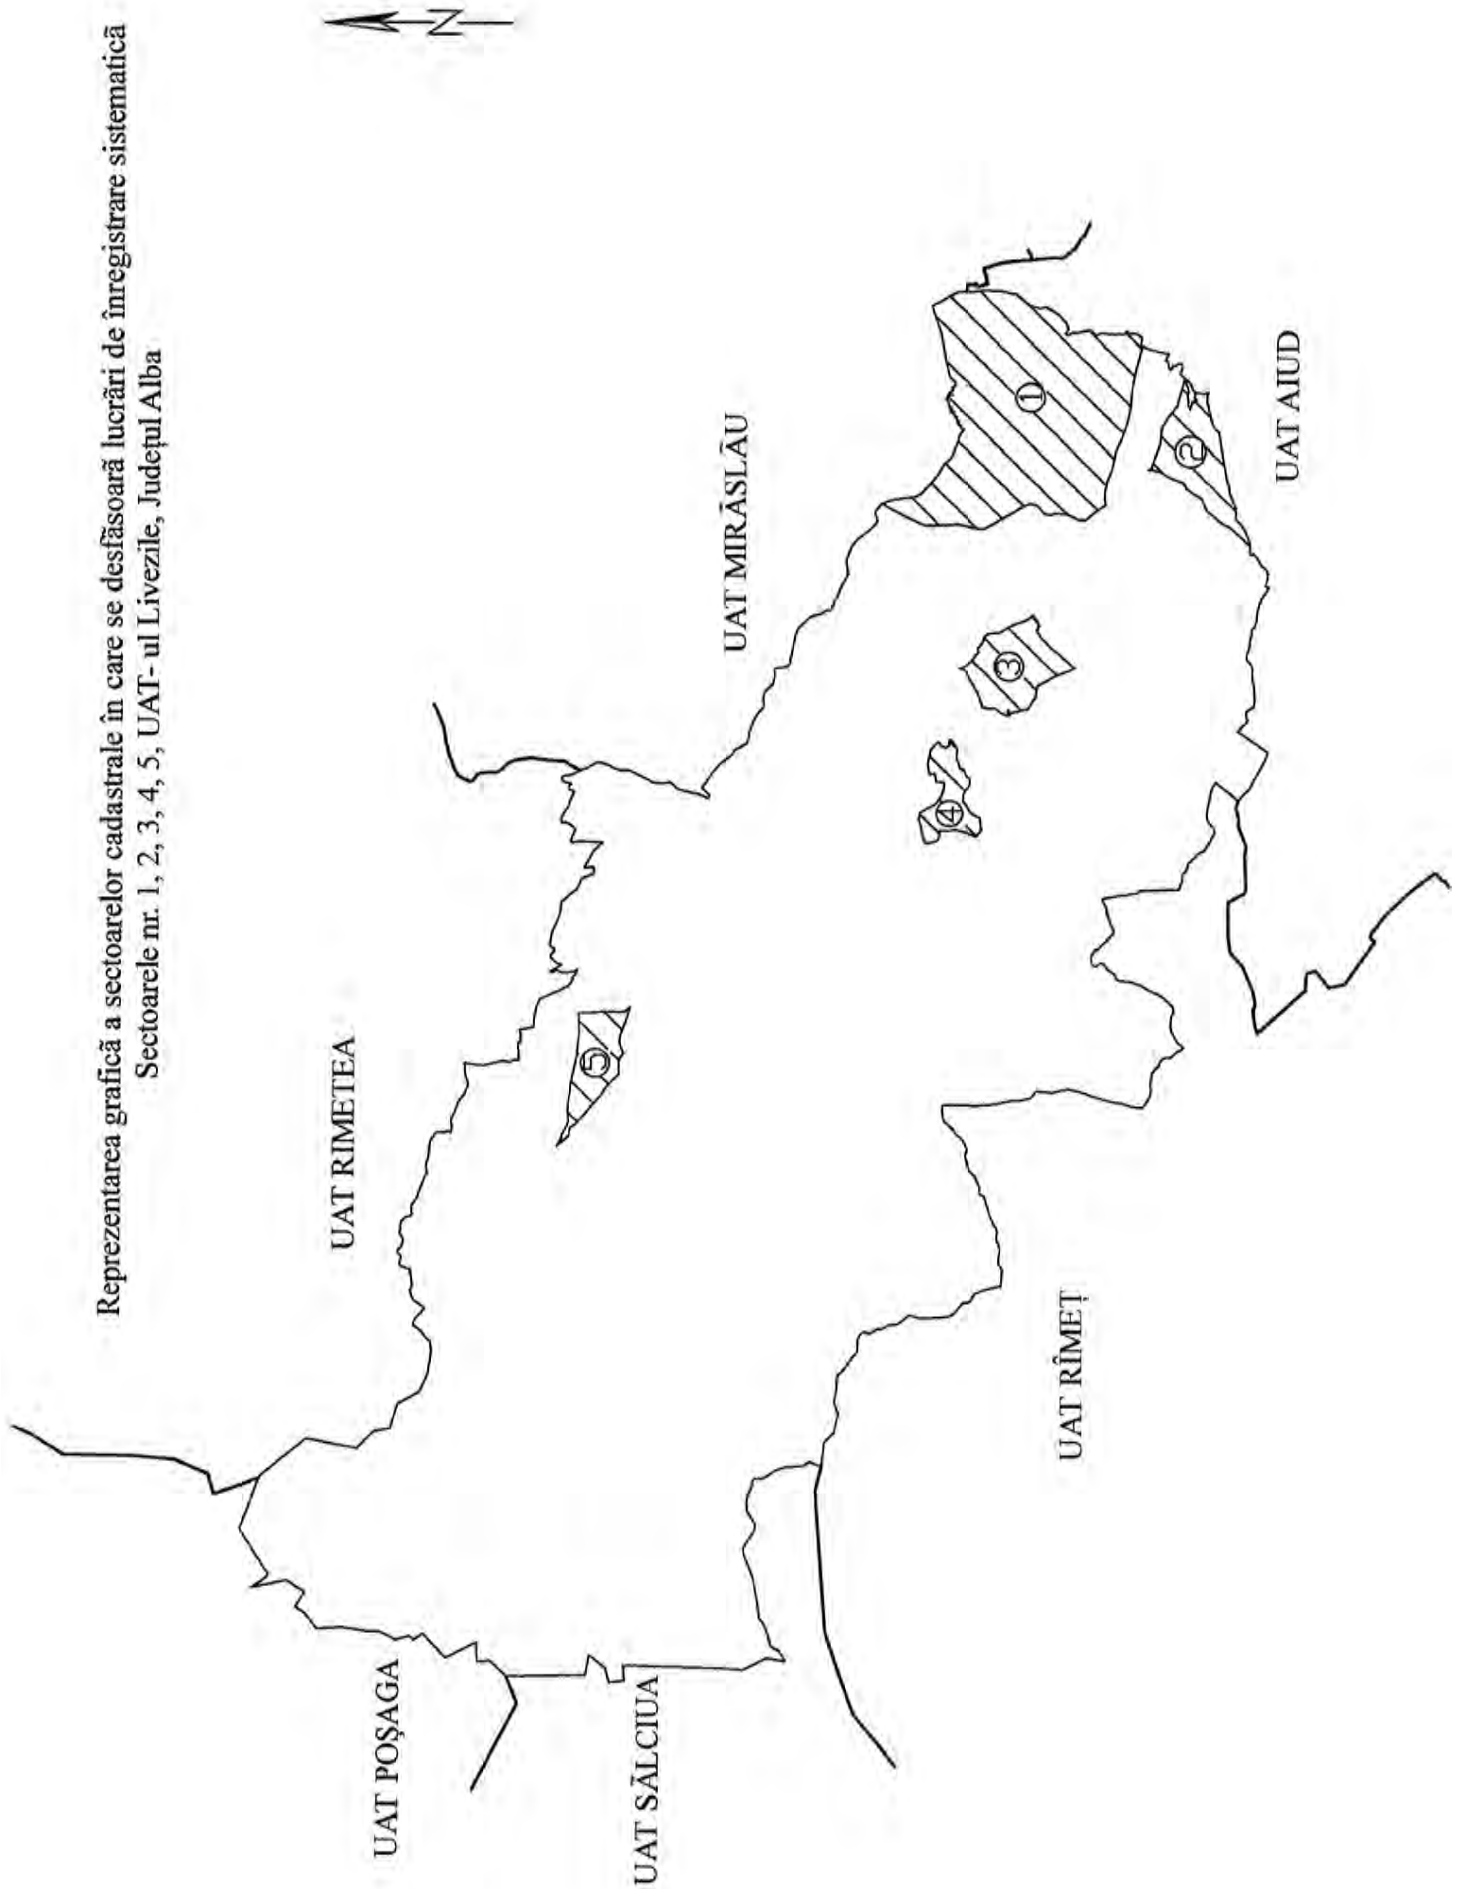 Reprezentarea grafică a sectoarelor cadastrale în care se desfăsoară lucrări de înregistrare sistematică
Sectoarele nr. 1, 2, 3, 4, 5, UAT- ul Livezile, Județul Alba
N
UAT POȘAGA
UAT RIMETEA
UAT SĂLCIUA
UAT MIRĂSLĂU
5
4
3
1
2
UAT RÎMEȚ
UAT AIUD